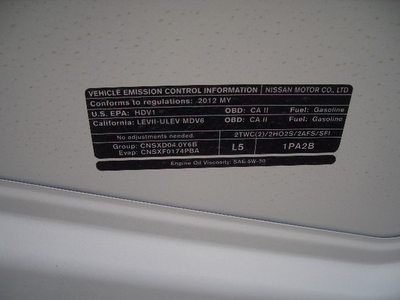 VEHICLE EMISSION CONTROL INFORMATION NISSAN MOTOR CO., LTD
Conforms to regulations: 2012 MY
U.S. EPA: HDV1 OBD: CA II Fuel: Gasoline
California: LEVII-ULEV MDV6 OBD: CA II Fuel: Gasoline
No adjustments needed. 2TWC(2)/2HO2S/2AFS/SFI
Group: CNSXD04.0Y6B L5 1PA2B
Evap: CNSXF0174PBA
Engine Oil Viscosity: SAE 5W-30